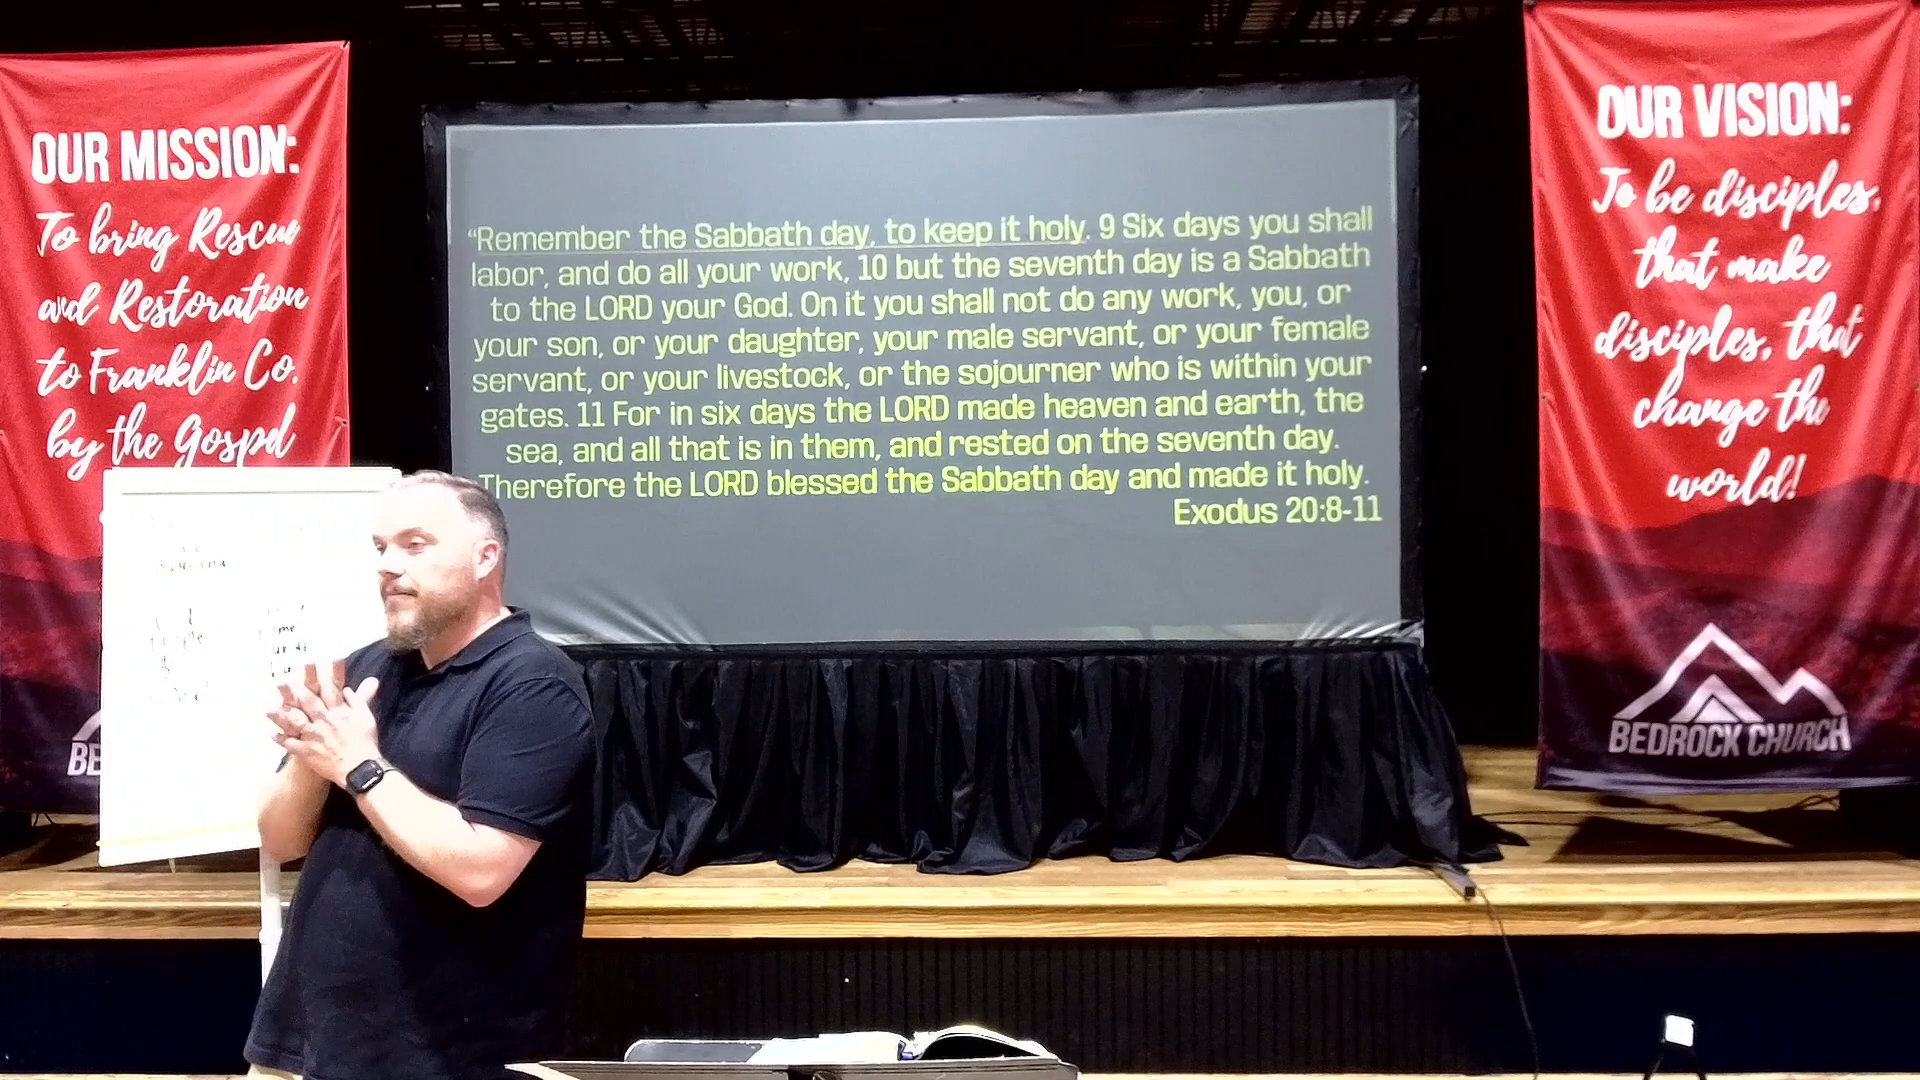 OUR MISSION:
To bring Rescue
and Restoration
to Franklin Co.
by the Gospel
BE
“Remember the Sabbath day, to keep it holy. 9 Six days you shall
labor, and do all your work, 10 but the seventh day is a Sabbath
to the LORD your God. On it you shall not do any work, you, or
your son, or your daughter, your male servant, or your female
servant, or your livestock, or the sojourner who is within your
gates. 11 For in six days the LORD made heaven and earth, the
sea, and all that is in them, and rested on the seventh day.
Therefore the LORD blessed the Sabbath day and made it holy.
Exodus 20:8-11
OUR VISION:
To be disciples,
that make
disciples, that
change the
world!
BEDROCK CHURCH